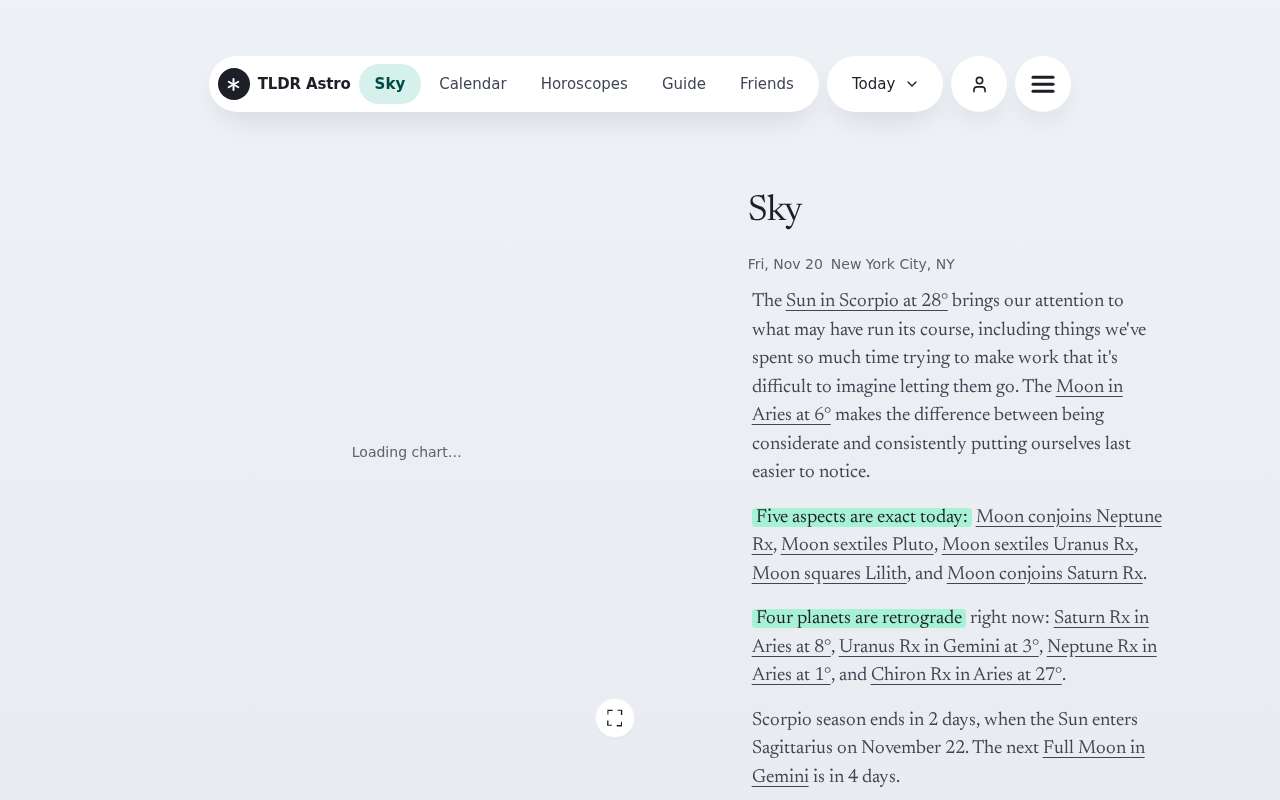 TLDR Astro Sky Calendar Horoscopes Guide Friends Today
Sky
Fri, Nov 20 New York City, NY
The Sun in Scorpio at 28° brings our attention to
what may have run its course, including things we've
spent so much time trying to make work that it's
difficult to imagine letting them go. The Moon in
Aries at 6° makes the difference between being
considerate and consistently putting ourselves last
easier to notice.
Loading chart…
Five aspects are exact today: Moon conjoins Neptune
Rx, Moon sextiles Pluto, Moon sextiles Uranus Rx,
Moon squares Lilith, and Moon conjoins Saturn Rx.
Four planets are retrograde right now: Saturn Rx in
Aries at 8°, Uranus Rx in Gemini at 3°, Neptune Rx in
Aries at 1°, and Chiron Rx in Aries at 27°.
Scorpio season ends in 2 days, when the Sun enters
Sagittarius on November 22. The next Full Moon in
Gemini is in 4 days.